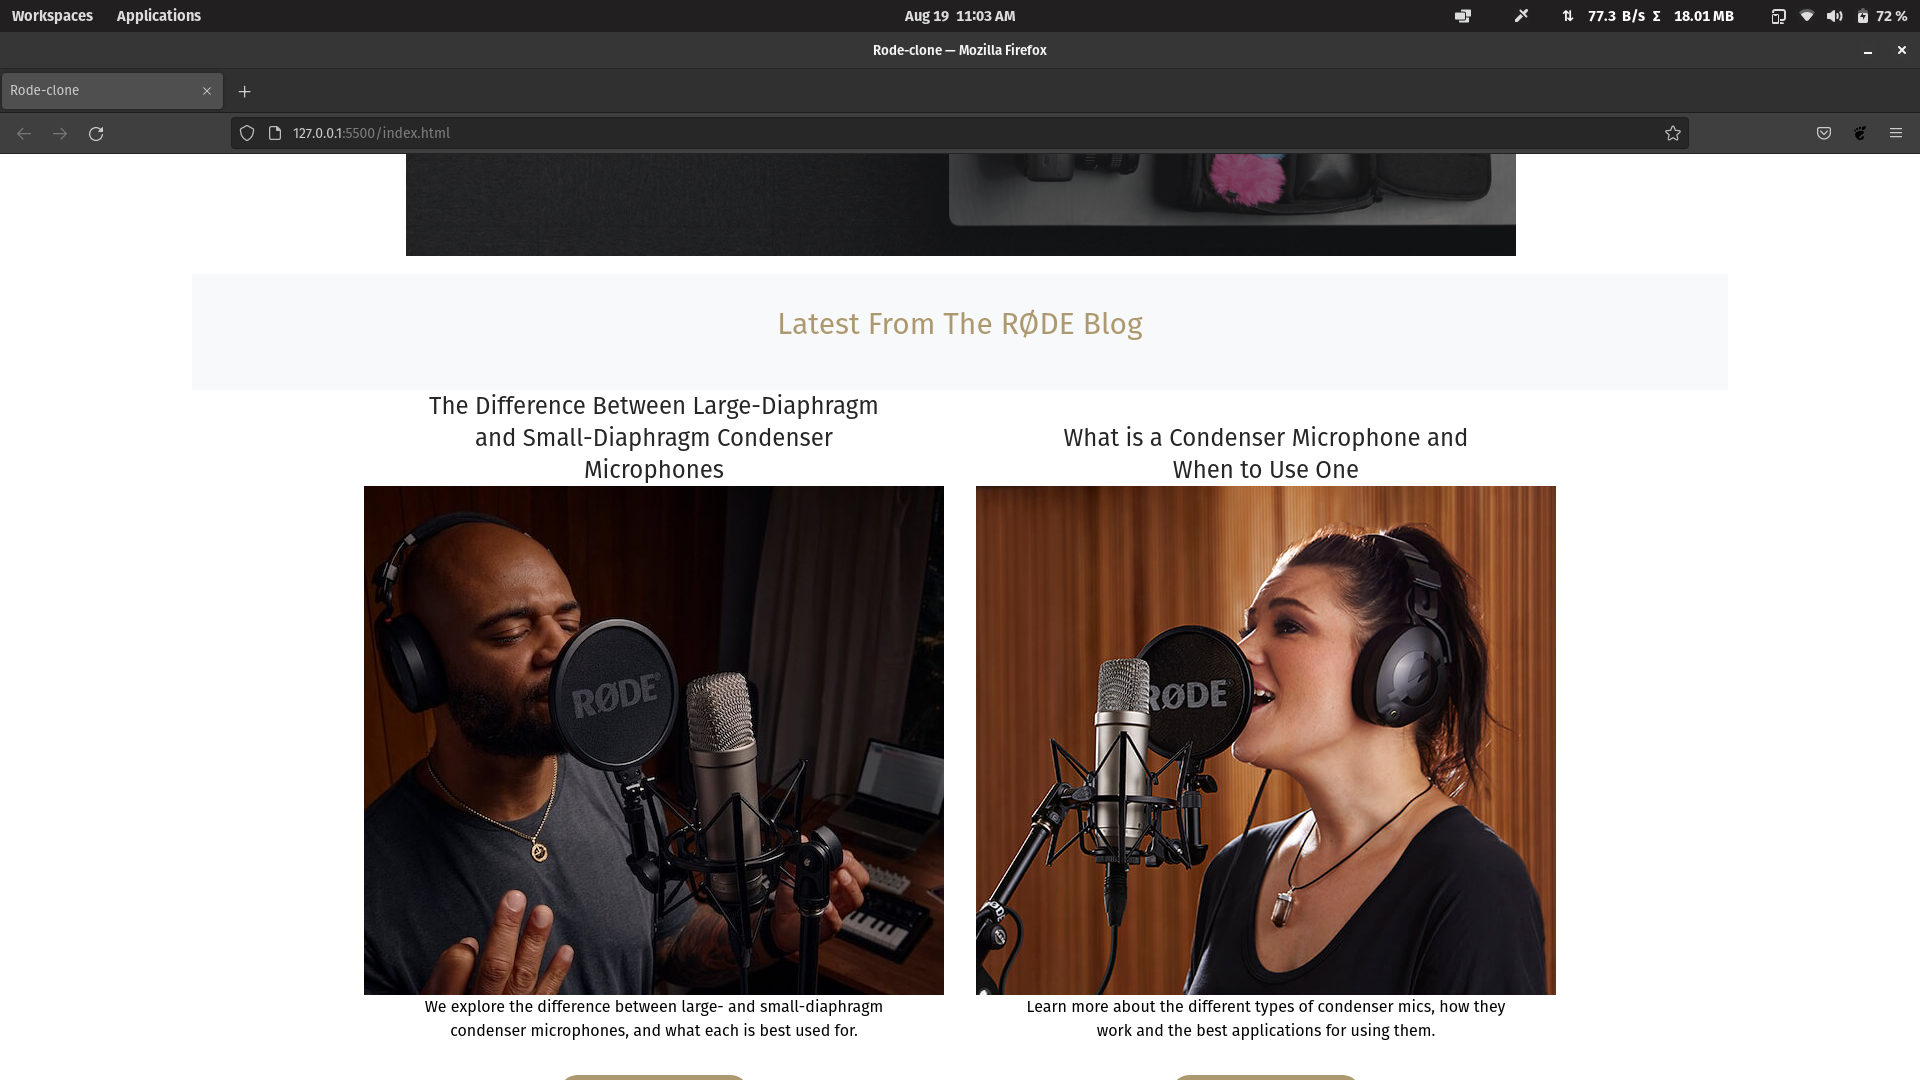 Workspaces Applications Aug 19 11:03 AM 77.3 B/s Σ 18.01 MB 72 %
Rode-clone — Mozilla Firefox
Rode-clone
127.0.0.1:5500/index.html
Latest From The RØDE Blog
The Difference Between Large-Diaphragm
and Small-Diaphragm Condenser
Microphones
What is a Condenser Microphone and
When to Use One
RØDE
RØDE
RØDE
We explore the difference between large- and small-diaphragm
condenser microphones, and what each is best used for.
Learn more about the different types of condenser mics, how they
work and the best applications for using them.